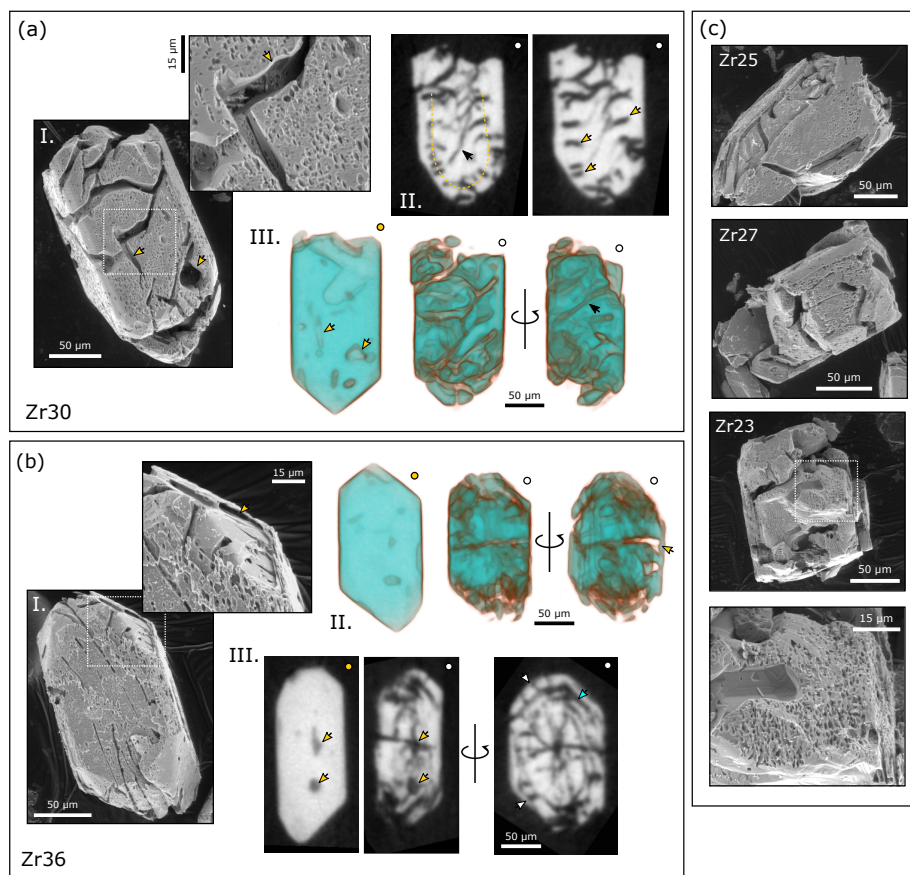 (a)
15 µm
I.
50 µm
II.
III.
50 µm
Zr30
(b)
15 µm
I.
50 µm
II.
50 µm
III.
50 µm
Zr36
(c)
Zr25
50 µm
Zr27
50 µm
Zr23
50 µm
15 µm